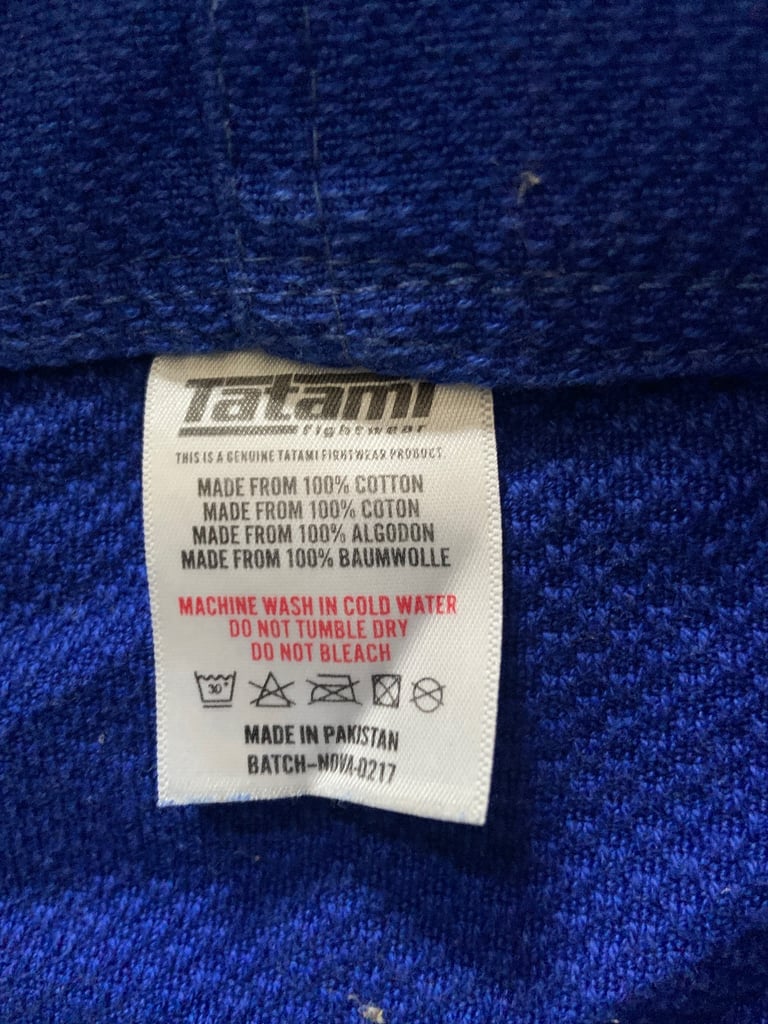 Tatami
fightwear
THIS IS A GENUINE TATAMI FIGHTWEAR PRODUCT.
MADE FROM 100% COTTON
MADE FROM 100% COTON
MADE FROM 100% ALGODON
MADE FROM 100% BAUMWOLLE
MACHINE WASH IN COLD WATER
DO NOT TUMBLE DRY
DO NOT BLEACH
30°
MADE IN PAKISTAN
BATCH-NOVA-0217